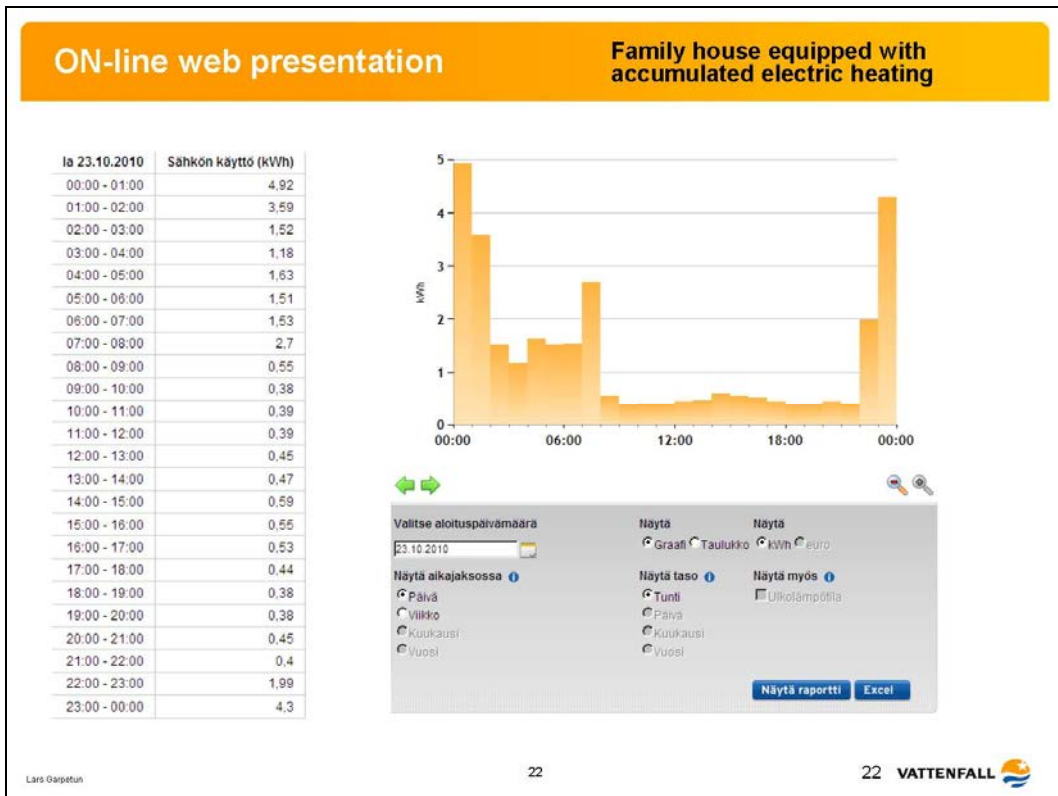 ON-line web presentation
Family house equipped with
accumulated electric heating
la 23.10.2010 Sähkön käyttö (kWh)
00:00 - 01:00 4,92
01:00 - 02:00 3,59
02:00 - 03:00 1,52
03:00 - 04:00 1,18
04:00 - 05:00 1,63
05:00 - 06:00 1,51
06:00 - 07:00 1,53
07:00 - 08:00 2,7
08:00 - 09:00 0,55
09:00 - 10:00 0,38
10:00 - 11:00 0,39
11:00 - 12:00 0,39
12:00 - 13:00 0,45
13:00 - 14:00 0,47
14:00 - 15:00 0,59
15:00 - 16:00 0,55
16:00 - 17:00 0,53
17:00 - 18:00 0,44
18:00 - 19:00 0,38
19:00 - 20:00 0,38
20:00 - 21:00 0,45
21:00 - 22:00 0,4
22:00 - 23:00 1,99
23:00 - 00:00 4,3
5
4
3
2
1
0
kWh
00:00 06:00 12:00 18:00 00:00
Valitse aloituspäivämäärä
23.10.2010
Näytä aikajaksossa
Päivä
Viikko
Kuukausi
Vuosi
Näytä
Graafi Taulukko
Näytä
kWh euro
Näytä taso
Tunti
Päivä
Kuukausi
Vuosi
Näytä myös
Ulkolämpötila
Näytä raportti Excel
Lars Garpetun
22
22 VATTENFALL